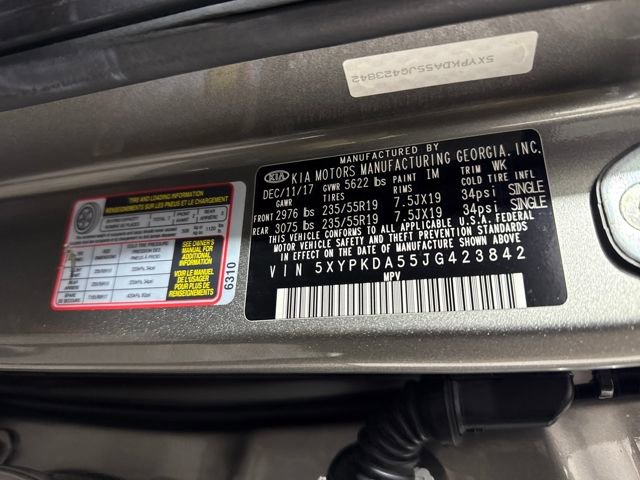 5XYPKDA55JG423842
MANUFACTURED BY
KIA KIA MOTORS MANUFACTURING GEORGIA, INC.
DEC/11/17 GVWR 5622 lbs PAINT IM TRIM WK
GAWR TIRES RIMS COLD TIRE INFL
FRONT 2976 lbs 235/55R19 7.5JX19 34psi SINGLE
REAR 3075 lbs 235/55R19 7.5JX19 34psi SINGLE
THIS VEHICLE CONFORMS TO ALL APPLICABLE U.S.A. FEDERAL
MOTOR VEHICLE SAFETY, BUMPER, AND THEFT PREVENTION STANDARDS
IN EFFECT ON THE DATE OF MANUFACTURE SHOWN ABOVE.
VIN 5XYPKDA55JG423842
MPV
TIRE AND LOADING INFORMATION
RENSEIGNEMENTS SUR LES PNEUS ET LE CHARGEMENT
SEE OWNER'S
MANUAL FOR
ADDITIONAL
INFORMATION
VOIR LE MANUEL
DE L'USAGER
POUR PLUS DE
RENSEIGNEMENTS
6310